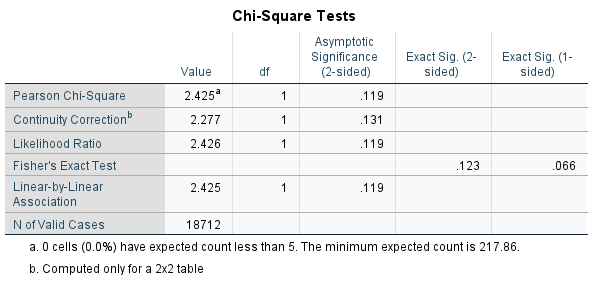 Chi-Square Tests
Value df Asymptotic Significance (2-sided) Exact Sig. (2-sided) Exact Sig. (1-sided)
Pearson Chi-Square 2.425a 1 .119
Continuity Correctionb 2.277 1 .131
Likelihood Ratio 2.426 1 .119
Fisher's Exact Test .123 .066
Linear-by-Linear Association 2.425 1 .119
N of Valid Cases 18712
a. 0 cells (0.0%) have expected count less than 5. The minimum expected count is 217.86.
b. Computed only for a 2x2 table